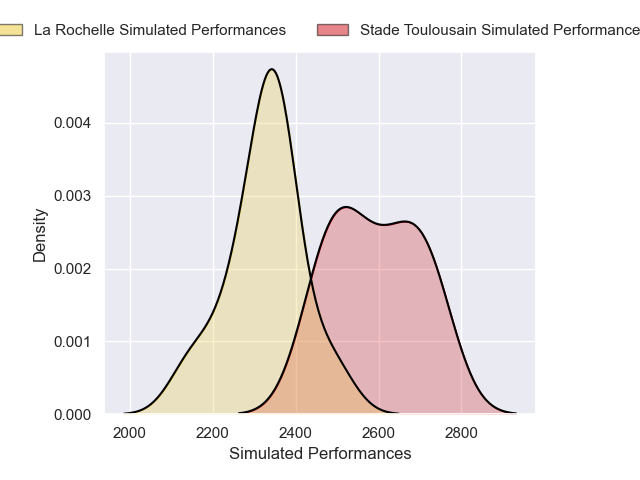 La Rochelle Simulated Performances Stade Toulousain Simulated Performance
0.004
0.003
0.002
0.001
0.000
Density
2000 2200 2400 2600 2800
Simulated Performances